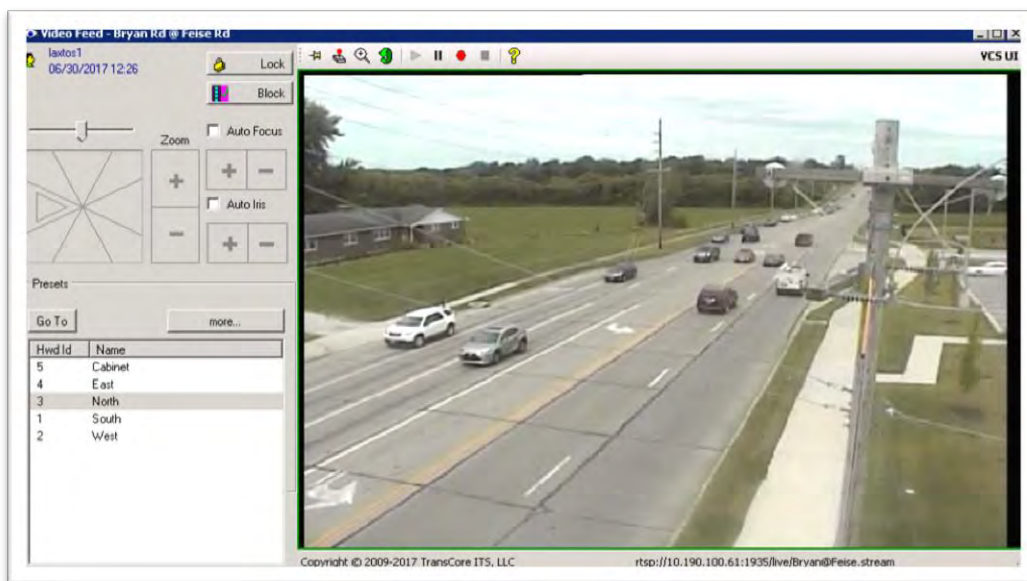 Video Feed - Bryan Rd @ Feise Rd
laxtos1
06/30/2017 12:26
Lock
Block
VCS UI
Zoom
Auto Focus
Auto Iris
Presets
Go To
more...
Hwd Id Name
5 Cabinet
4 East
3 North
1 South
2 West
Copyright © 2009-2017 TransCore ITS, LLC
rtsp://10.190.100.61:1935/live/Bryan@Feise.stream